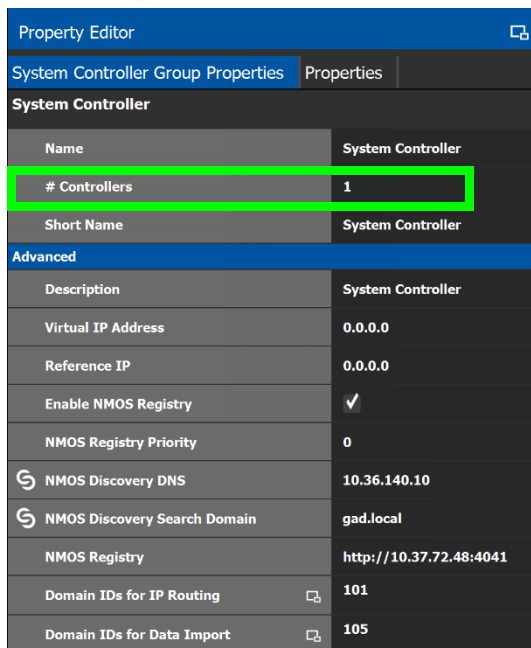 Property Editor
System Controller Group Properties Properties
System Controller
Name System Controller
# Controllers 1
Short Name System Controller
Advanced
Description System Controller
Virtual IP Address 0.0.0.0
Reference IP 0.0.0.0
Enable NMOS Registry
NMOS Registry Priority 0
NMOS Discovery DNS 10.36.140.10
NMOS Discovery Search Domain gad.local
NMOS Registry http://10.37.72.48:4041
Domain IDs for IP Routing 101
Domain IDs for Data Import 105